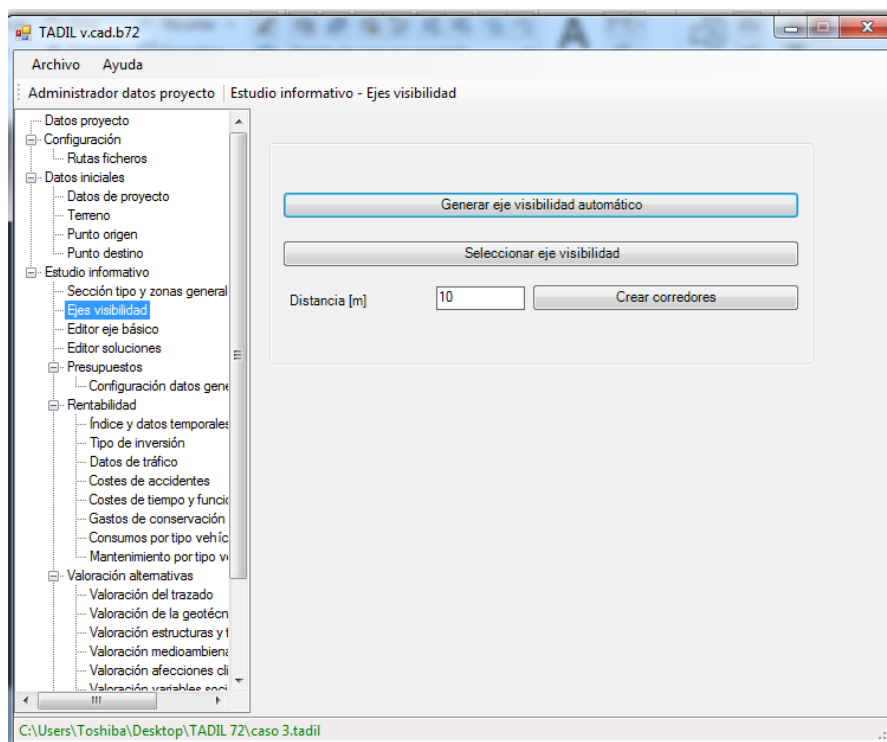 TADIL v.cad.b72
Archivo Ayuda
Administrador datos proyecto Estudio informativo - Ejes visibilidad
Datos proyecto
Configuración
Rutas ficheros
Datos iniciales
Datos de proyecto
Terreno
Punto origen
Punto destino
Estudio informativo
Sección tipo y zonas general
Ejes visibilidad
Editor eje básico
Editor soluciones
Presupuestos
Configuración datos gene
Rentabilidad
Índice y datos temporales
Tipo de inversión
Datos de tráfico
Costes de accidentes
Costes de tiempo y funcio
Gastos de conservación
Consumos por tipo vehíc
Mantenimiento por tipo ve
Valoración alternativas
Valoración del trazado
Valoración de la geotécn
Valoración estructuras y t
Valoración medioambiena
Valoración afecciones cli
Valoración variables soci
Generar eje visibilidad automático
Seleccionar eje visibilidad
Distancia [m] 10 Crear corredores
C:\Users\Toshiba\Desktop\TADIL 72\caso 3.tadil